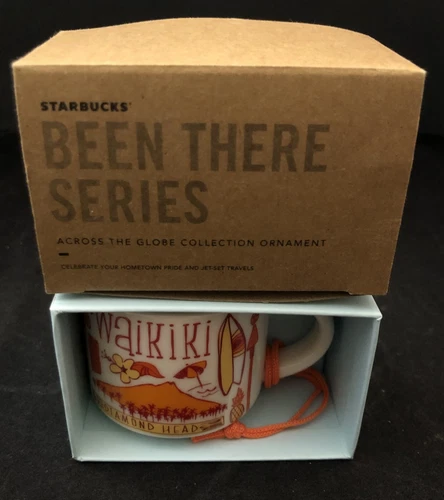 STARBUCKS®
BEEN THERE
SERIES
ACROSS THE GLOBE COLLECTION ORNAMENT
CELEBRATE YOUR HOMETOWN PRIDE AND JET-SET TRAVELS
WaiKiKi
DIAMOND HEAD